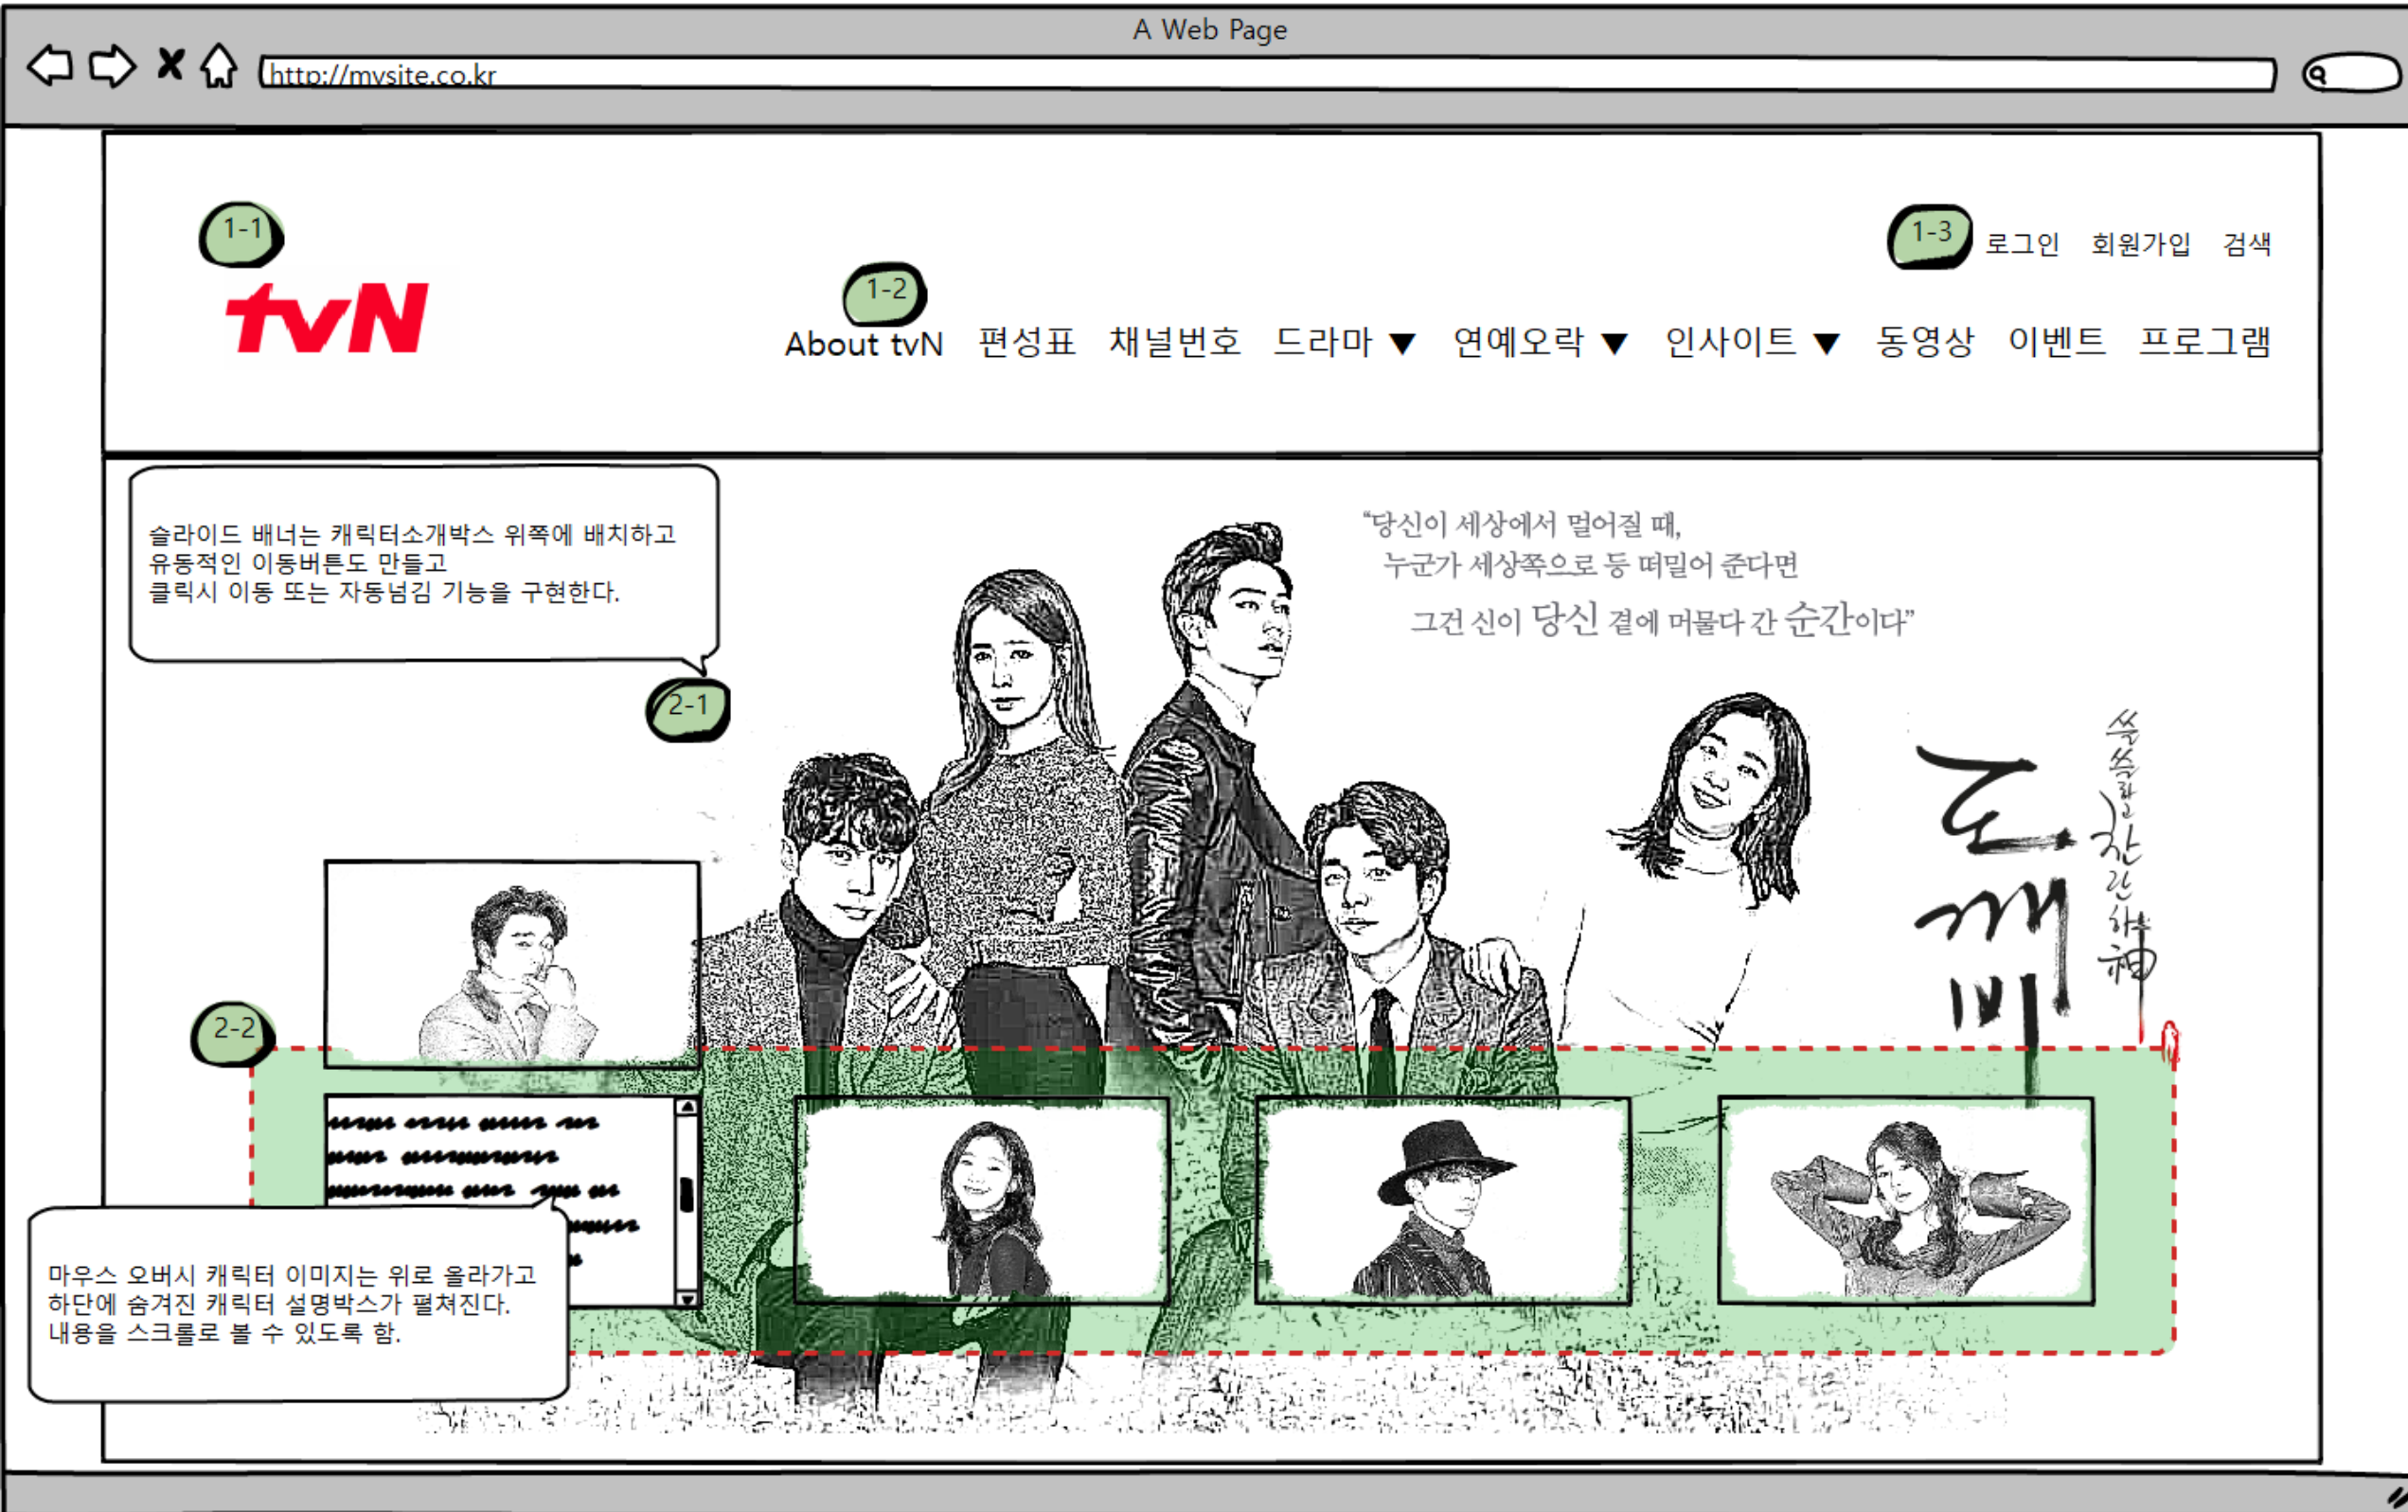 A Web Page
http://mysite.co.kr
1-1
tvN
1-2
1-3
로그인 회원가입 검색
About tvN 편성표 채널번호 드라마 ▼ 연예오락 ▼ 인사이트 ▼ 동영상 이벤트 프로그램
슬라이드 배너는 캐릭터소개박스 위쪽에 배치하고
유동적인 이동버튼도 만들고
클릭시 이동 또는 자동넘김 기능을 구현한다.
2-1
“당신이 세상에서 멀어질 때,
누군가 세상쪽으로 등 떠밀어 준다면
그건 신이 당신 곁에 머물다 간 순간이다”
쓸쓸하고 찬란하神
도깨비
2-2
마우스 오버시 캐릭터 이미지는 위로 올라가고
하단에 숨겨진 캐릭터 설명박스가 펼쳐진다.
내용을 스크롤로 볼 수 있도록 함.